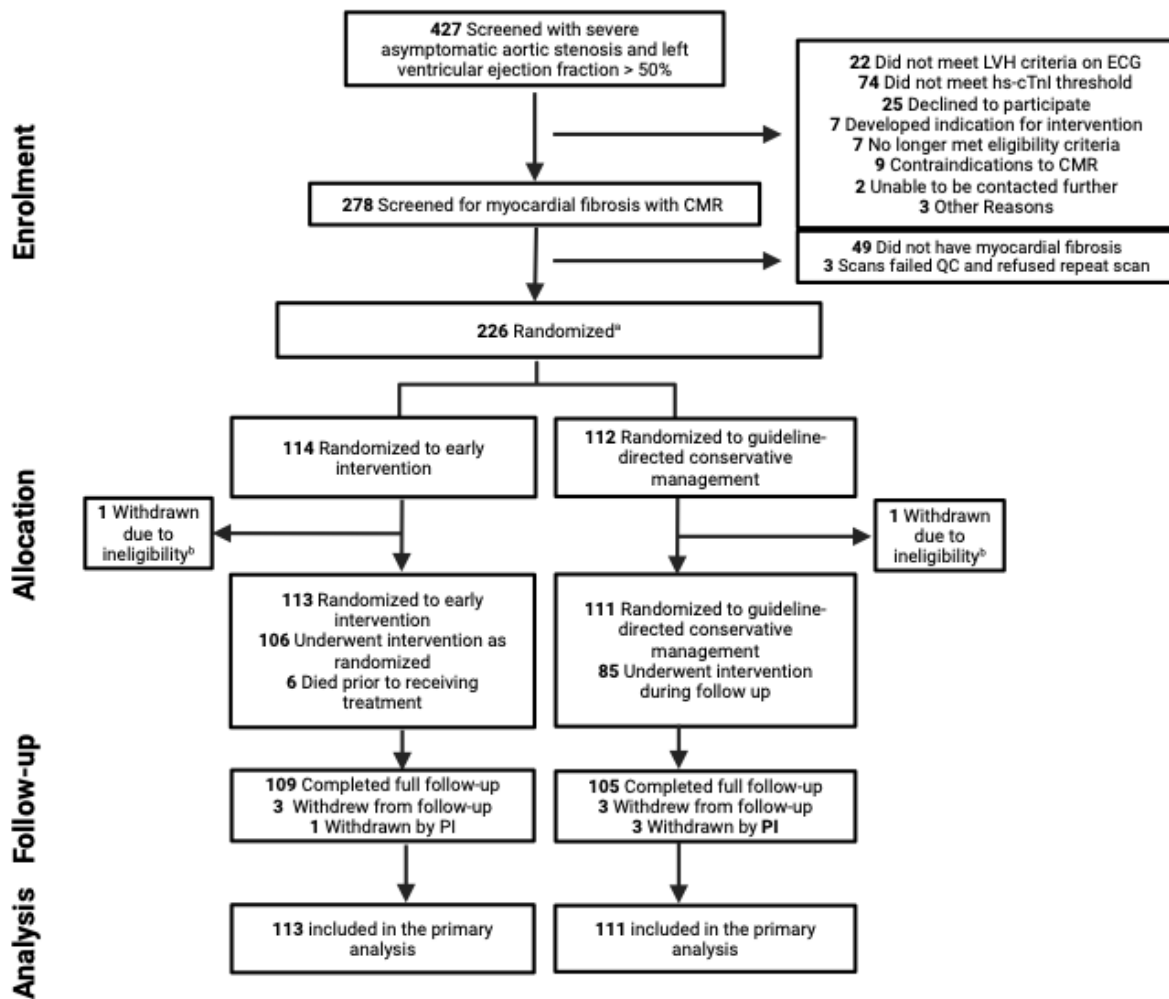 427 Screened with severe
asymptomatic aortic stenosis and left
ventricular ejection fraction > 50%
22 Did not meet LVH criteria on ECG
74 Did not meet hs-cTnI threshold
25 Declined to participate
7 Developed indication for intervention
7 No longer met eligibility criteria
9 Contraindications to CMR
2 Unable to be contacted further
3 Other Reasons
Enrolment
278 Screened for myocardial fibrosis with CMR
49 Did not have myocardial fibrosis
3 Scans failed QC and refused repeat scan
226 Randomizedª
114 Randomized to early
intervention
112 Randomized to guideline-
directed conservative
management
Allocation
1 Withdrawn
due to
ineligibilityᵇ
1 Withdrawn
due to
ineligibilityᵇ
113 Randomized to early
intervention
106 Underwent intervention as
randomized
6 Died prior to receiving
treatment
111 Randomized to guideline-
directed conservative
management
85 Underwent intervention
during follow up
Follow-up
109 Completed full follow-up
3 Withdrew from follow-up
1 Withdrawn by PI
105 Completed full follow-up
3 Withdrew from follow-up
3 Withdrawn by PI
Analysis
113 included in the primary
analysis
111 included in the primary
analysis